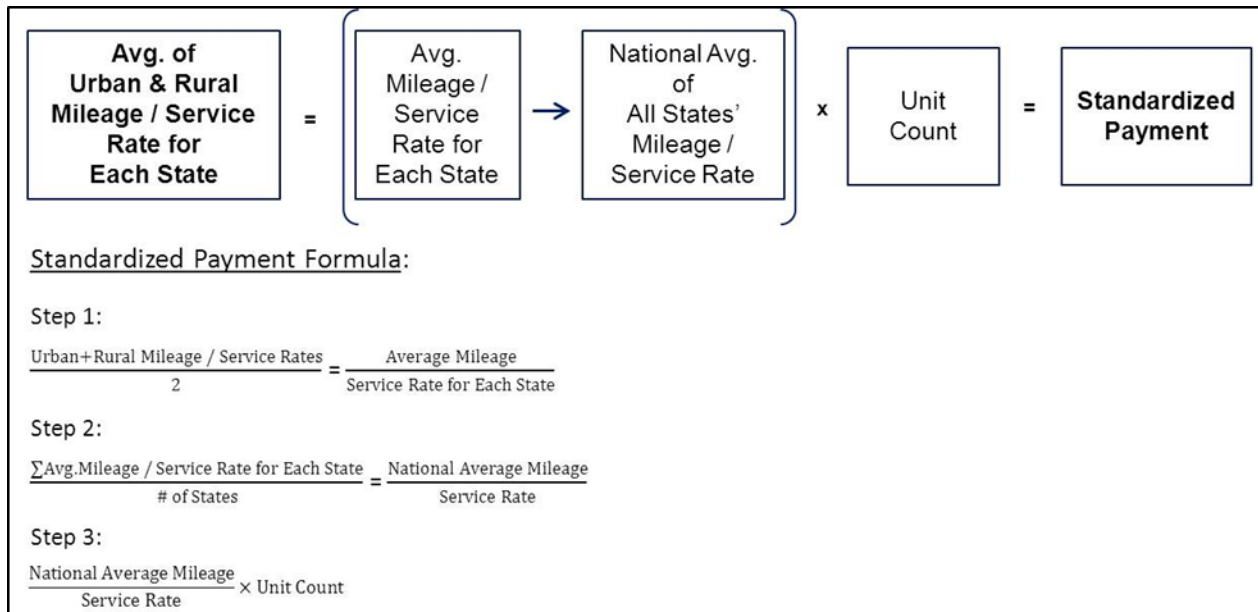 Avg. of
Urban & Rural
Mileage / Service
Rate for
Each State
=
Avg.
Mileage /
Service
Rate for
Each State
→
National Avg.
of
All States'
Mileage /
Service Rate
x
Unit
Count
=
Standardized
Payment
Standardized Payment Formula:
Step 1:
Urban+Rural Mileage / Service Rates
2
=
Average Mileage
Service Rate for Each State
Step 2:
∑Avg.Mileage / Service Rate for Each State
# of States
=
National Average Mileage
Service Rate
Step 3:
National Average Mileage
Service Rate
× Unit Count